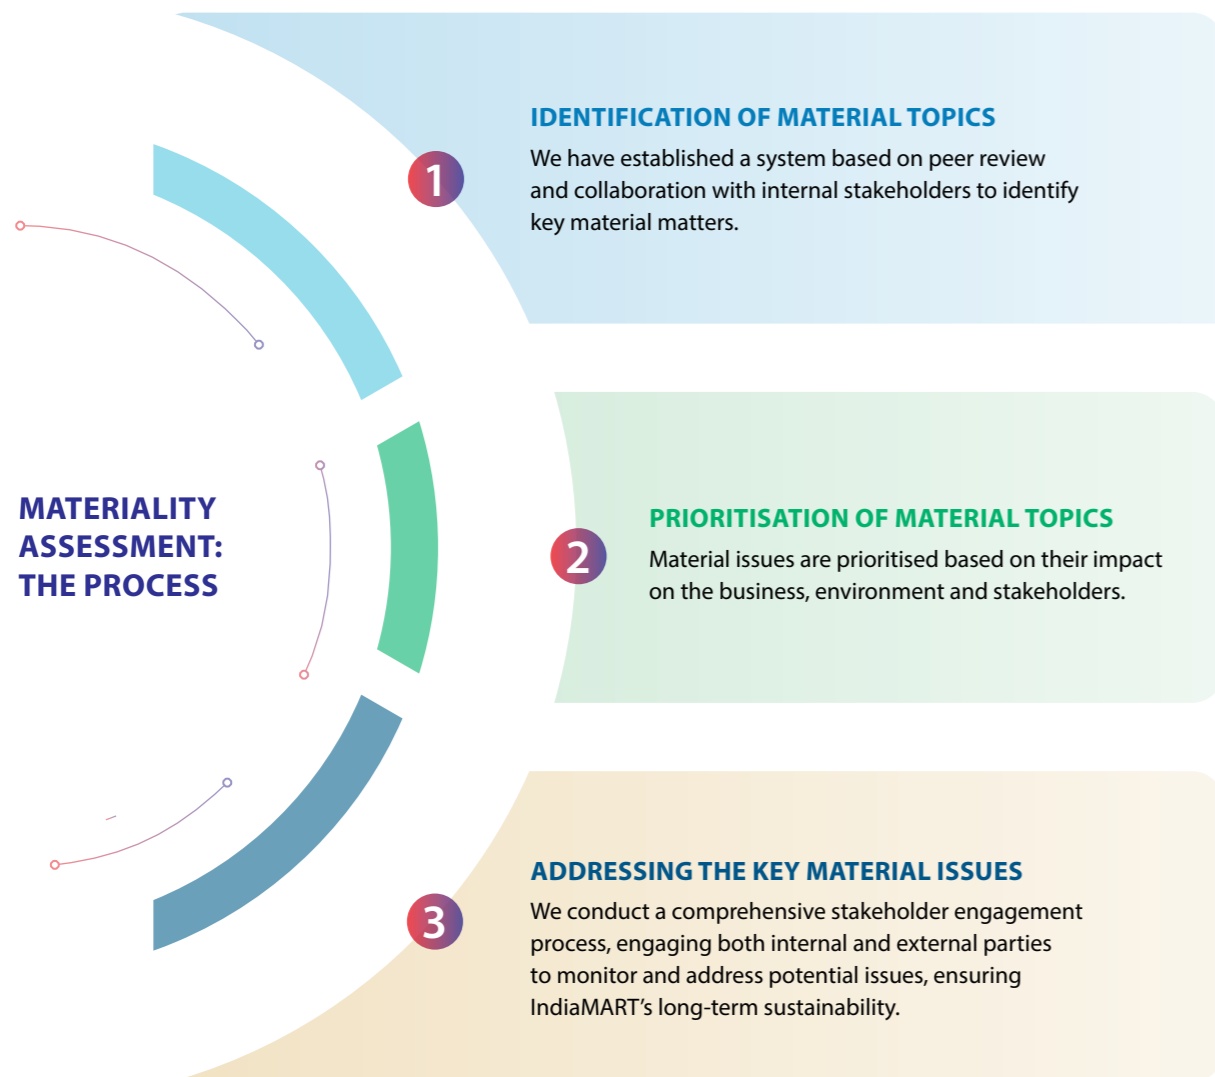 MATERIALITY
ASSESSMENT:
THE PROCESS
1
IDENTIFICATION OF MATERIAL TOPICS
We have established a system based on peer review
and collaboration with internal stakeholders to identify
key material matters.
2
PRIORITISATION OF MATERIAL TOPICS
Material issues are prioritised based on their impact
on the business, environment and stakeholders.
3
ADDRESSING THE KEY MATERIAL ISSUES
We conduct a comprehensive stakeholder engagement
process, engaging both internal and external parties
to monitor and address potential issues, ensuring
IndiaMART’s long-term sustainability.